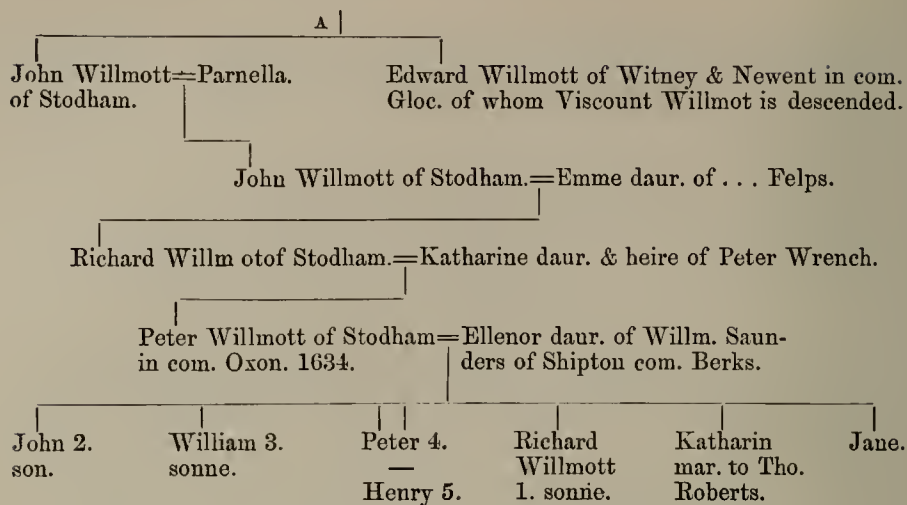 A
John Willmott=Parnella.
of Stodham.
Edward Willmott of Witney & Newent in com.
Gloc. of whom Viscount Willmot is descended.
John Willmott of Stodham.=Emme daur. of . . . Felps.
Richard Willm otof Stodham.=Katharine daur. & heire of Peter Wrench.
Peter Willmott of Stodham=Ellenor daur. of Willm. Saun-
in com. Oxon. 1634. ders of Shipton com. Berks.
John 2.
son.
William 3.
sonne.
Peter 4.
—
Henry 5.
Richard
Willmott
1. sonne.
Katharin
mar. to Tho.
Roberts.
Jane.